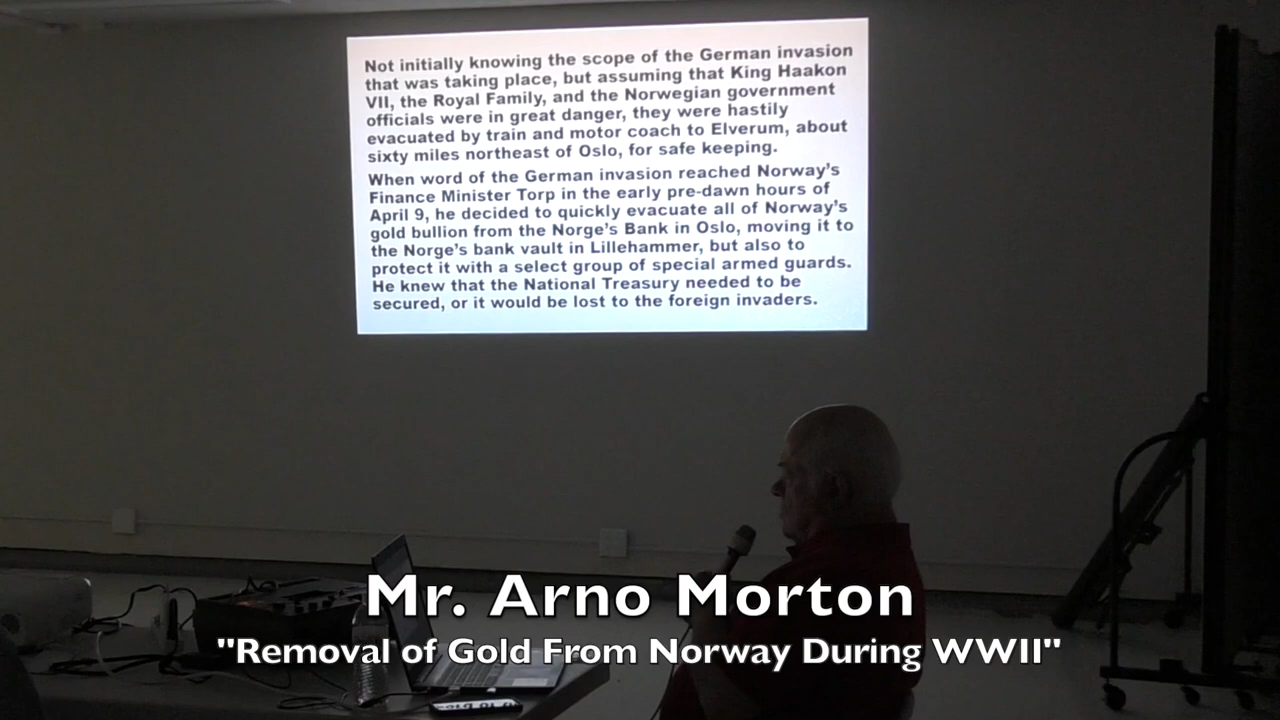 Not initially knowing the scope of the German invasion
that was taking place, but assuming that King Haakon
VII, the Royal Family, and the Norwegian government
officials were in great danger, they were hastily
evacuated by train and motor coach to Elverum, about
sixty miles northeast of Oslo, for safe keeping.
When word of the German invasion reached Norway's
Finance Minister Torp in the early pre-dawn hours of
April 9, he decided to quickly evacuate all of Norway's
gold bullion from the Norge's Bank in Oslo, moving it to
the Norge's bank vault in Lillehammer, but also to
protect it with a select group of special armed guards.
He knew that the National Treasury needed to be
secured, or it would be lost to the foreign invaders.
Mr. Arno Morton
"Removal of Gold From Norway During WWII"